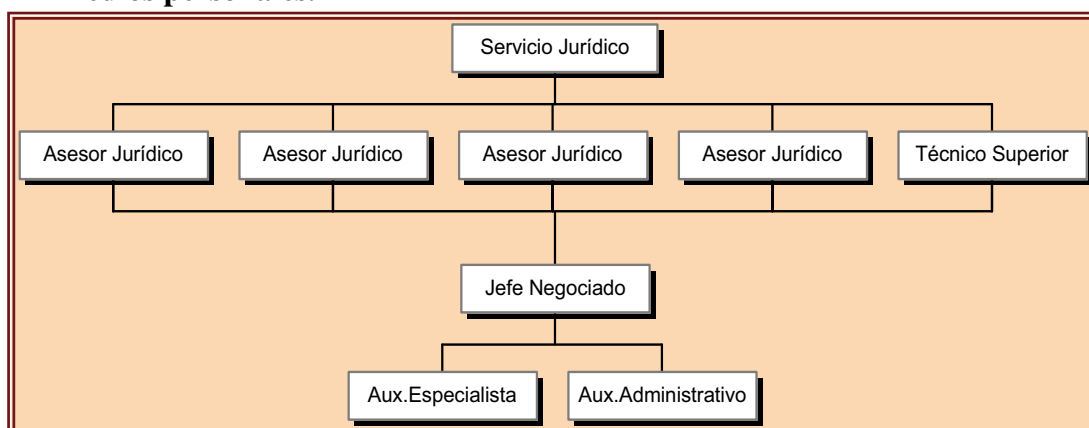 Servicio Jurídico
Asesor Jurídico
Asesor Jurídico
Asesor Jurídico
Asesor Jurídico
Técnico Superior
Jefe Negociado
Aux.Especialista
Aux.Administrativo